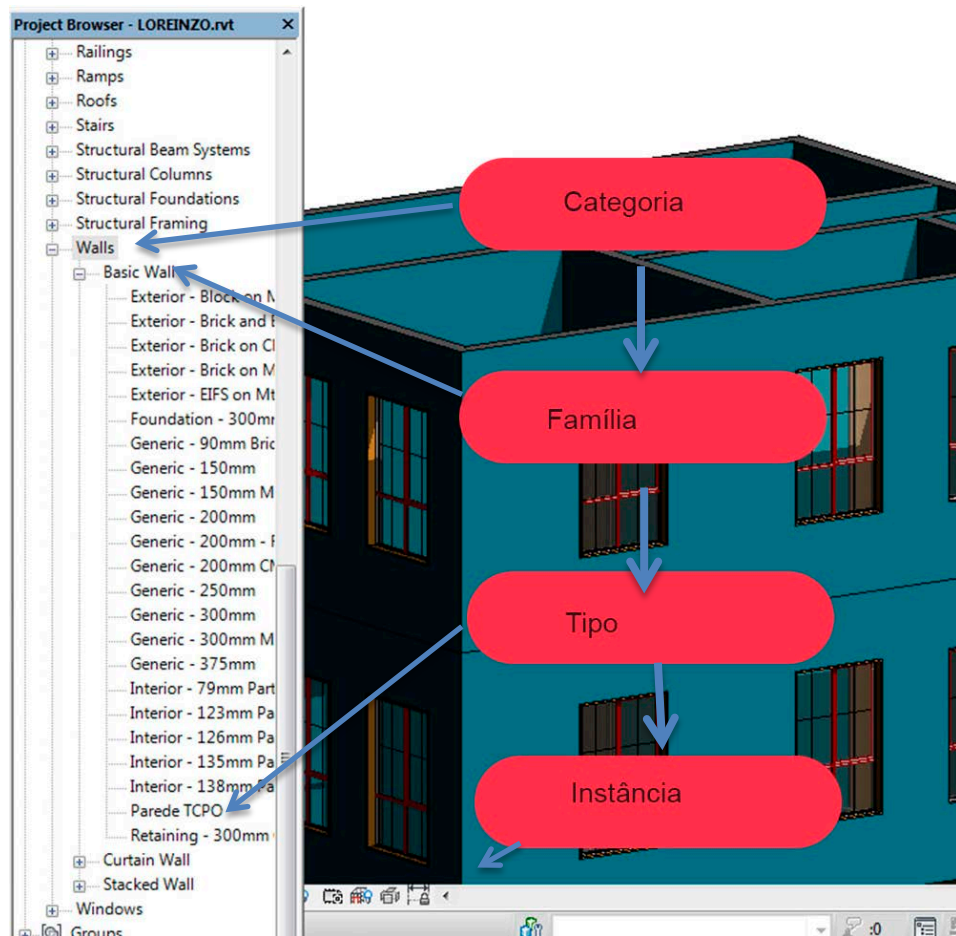 Project Browser - LOREINZO.rvt
Railings
Ramps
Roofs
Stairs
Structural Beam Systems
Structural Columns
Structural Foundations
Structural Framing
Walls
Basic Wall
Exterior - Block on M
Exterior - Brick and B
Exterior - Brick on
Exterior - Brick on M
Exterior - EIFS on Mt
Foundation - 300mm
Generic - 90mm Bric
Generic - 150mm
Generic - 150mm M
Generic - 200mm
Generic - 200mm - F
Generic - 200mm CM
Generic - 250mm
Generic - 300mm
Generic - 300mm M
Generic - 375mm
Interior - 79mm Part
Interior - 123mm Pa
Interior - 126mm Pa
Interior - 135mm Pa
Interior - 138mm Pa
Parede TCPO
Retaining - 300mm
Curtain Wall
Stacked Wall
Windows
Groups
Categoria
Família
Tipo
Instância
:0